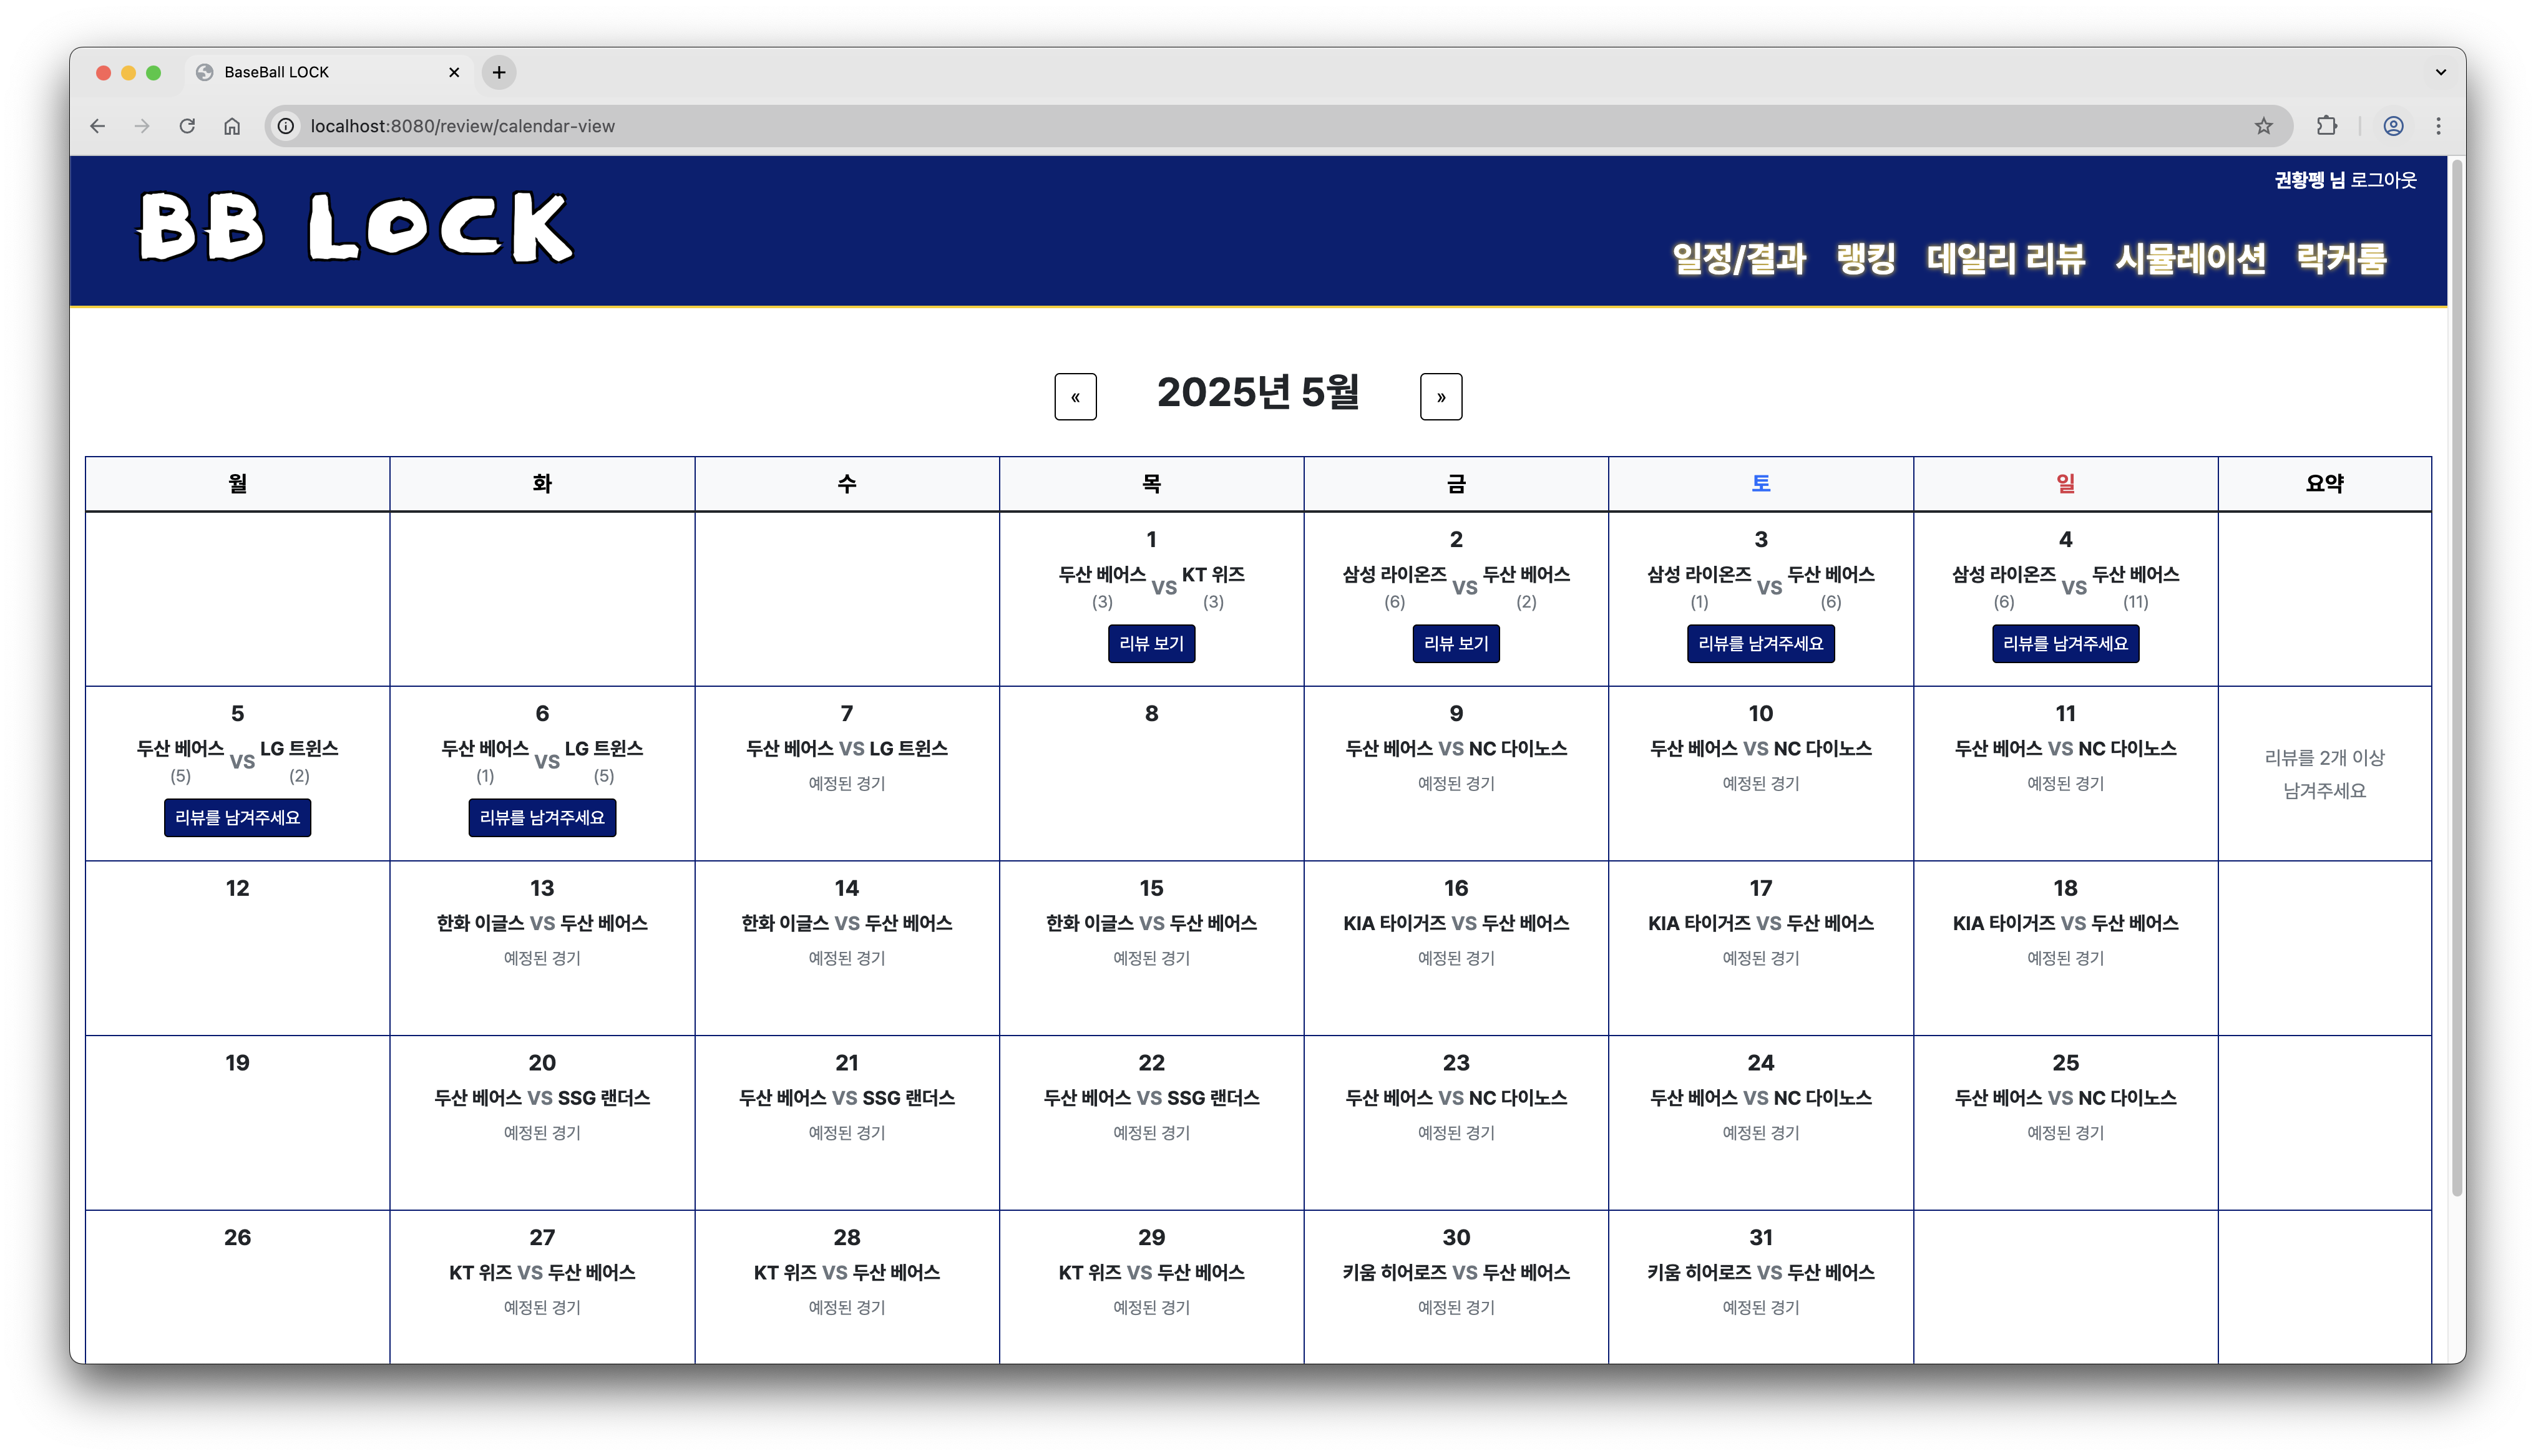 BaseBall LOCK
localhost:8080/review/calendar-view
권황펭 님 로그아웃
BB LOCK
일정/결과 랭킹 데일리 리뷰 시뮬레이션 락커룸
« 2025년 5월 »
월 화 수 목 금 토 일 요약
1 2 3 4
두산 베어스 VS KT 위즈 삼성 라이온즈 VS 두산 베어스 삼성 라이온즈 VS 두산 베어스 삼성 라이온즈 VS 두산 베어스
(3) (3) (6) (2) (1) (6) (6) (11)
리뷰 보기 리뷰 보기 리뷰를 남겨주세요 리뷰를 남겨주세요
5 6 7 8 9 10 11
두산 베어스 VS LG 트윈스 두산 베어스 VS LG 트윈스 두산 베어스 VS LG 트윈스 두산 베어스 VS NC 다이노스 두산 베어스 VS NC 다이노스 두산 베어스 VS NC 다이노스 리뷰를 2개 이상
(5) (2) (1) (5) 예정된 경기 예정된 경기 예정된 경기 예정된 경기 남겨주세요
리뷰를 남겨주세요 리뷰를 남겨주세요
12 13 14 15 16 17 18
한화 이글스 VS 두산 베어스 한화 이글스 VS 두산 베어스 한화 이글스 VS 두산 베어스 KIA 타이거즈 VS 두산 베어스 KIA 타이거즈 VS 두산 베어스 KIA 타이거즈 VS 두산 베어스
예정된 경기 예정된 경기 예정된 경기 예정된 경기 예정된 경기 예정된 경기
19 20 21 22 23 24 25
두산 베어스 VS SSG 랜더스 두산 베어스 VS SSG 랜더스 두산 베어스 VS SSG 랜더스 두산 베어스 VS NC 다이노스 두산 베어스 VS NC 다이노스 두산 베어스 VS NC 다이노스
예정된 경기 예정된 경기 예정된 경기 예정된 경기 예정된 경기 예정된 경기
26 27 28 29 30 31
KT 위즈 VS 두산 베어스 KT 위즈 VS 두산 베어스 KT 위즈 VS 두산 베어스 키움 히어로즈 VS 두산 베어스 키움 히어로즈 VS 두산 베어스
예정된 경기 예정된 경기 예정된 경기 예정된 경기 예정된 경기